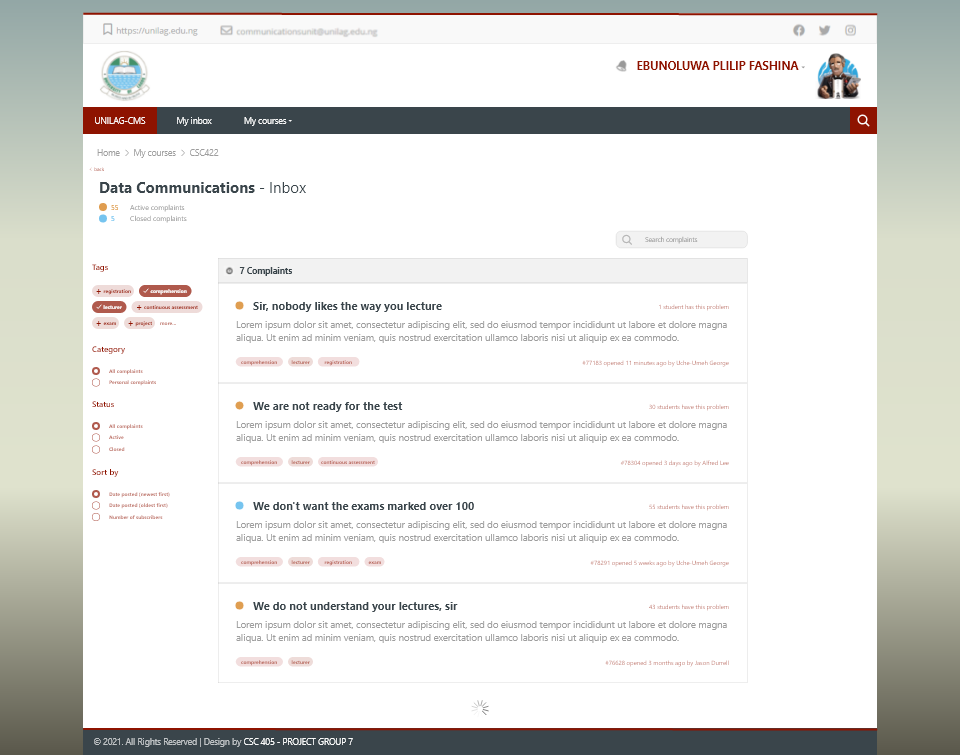 https://unilag.edu.ng communicationsunit@unilag.edu.ng
EBUNOLUWA PLILIP FASHINA
UNILAG-CMS My inbox My courses
Home > My courses > CSC422
‹ back
Data Communications - Inbox
55 Active complaints
5 Closed complaints
Search complaints
Tags
+ registration ✓ comprehension
✓ lecturer + continuous assessment
+ exam + project more...
Category
All complaints
Personal complaints
Status
All complaints
Active
Closed
Sort by
Date posted (newest first)
Date posted (oldest first)
Number of subscribers
7 Complaints
Sir, nobody likes the way you lecture 1 student has this problem
Lorem ipsum dolor sit amet, consectetur adipiscing elit, sed do eiusmod tempor incididunt ut labore et dolore magna
aliqua. Ut enim ad minim veniam, quis nostrud exercitation ullamco laboris nisi ut aliquip ex ea commodo.
comprehension lecturer registration #77163 opened 11 minutes ago by Uche Umeh George
We are not ready for the test 30 students have this problem
Lorem ipsum dolor sit amet, consectetur adipiscing elit, sed do eiusmod tempor incididunt ut labore et dolore magna
aliqua. Ut enim ad minim veniam, quis nostrud exercitation ullamco laboris nisi ut aliquip ex ea commodo.
comprehension lecturer continuous assessment #78304 opened 3 days ago by Alfred Lee
We don't want the exams marked over 100 55 students have this problem
Lorem ipsum dolor sit amet, consectetur adipiscing elit, sed do eiusmod tempor incididunt ut labore et dolore magna
aliqua. Ut enim ad minim veniam, quis nostrud exercitation ullamco laboris nisi ut aliquip ex ea commodo.
comprehension lecturer registration exam #78291 opened 5 weeks ago by Uche Umeh George
We do not understand your lectures, sir 43 students have this problem
Lorem ipsum dolor sit amet, consectetur adipiscing elit, sed do eiusmod tempor incididunt ut labore et dolore magna
aliqua. Ut enim ad minim veniam, quis nostrud exercitation ullamco laboris nisi ut aliquip ex ea commodo.
comprehension lecturer #76628 opened 3 months ago by Jason Durrell
© 2021. All Rights Reserved | Design by CSC 405 - PROJECT GROUP 7